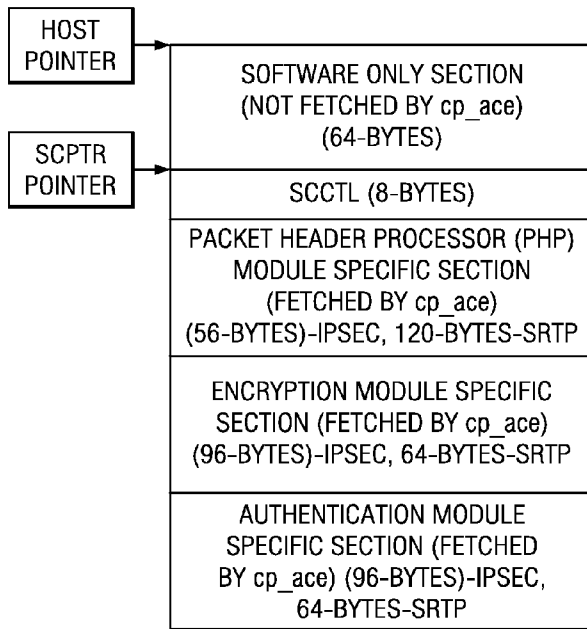 HOST
POINTER
SOFTWARE ONLY SECTION
(NOT FETCHED BY cp_ace)
(64-BYTES)
SCPTR
POINTER
SCCTL (8-BYTES)
PACKET HEADER PROCESSOR (PHP)
MODULE SPECIFIC SECTION
(FETCHED BY cp_ace)
(56-BYTES)-IPSEC, 120-BYTES-SRTP
ENCRYPTION MODULE SPECIFIC
SECTION (FETCHED BY cp_ace)
(96-BYTES)-IPSEC, 64-BYTES-SRTP
AUTHENTICATION MODULE
SPECIFIC SECTION (FETCHED
BY cp_ace) (96-BYTES)-IPSEC,
64-BYTES-SRTP